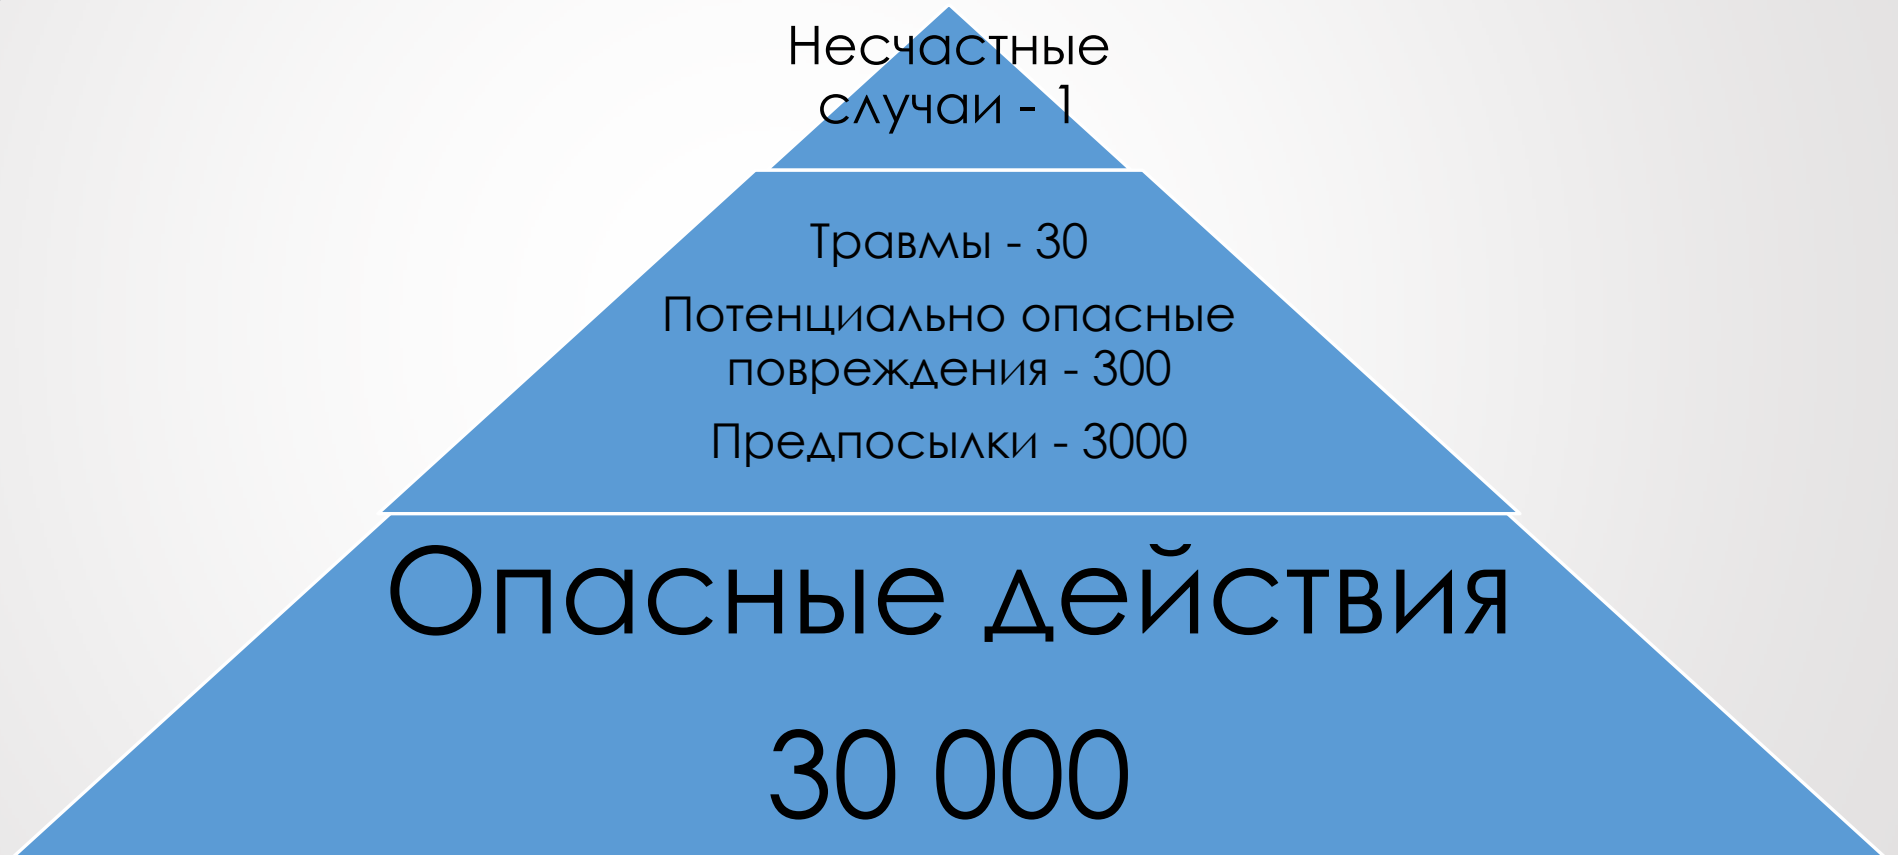 Несчастные
случаи - 1
Травмы - 30
Потенциально опасные
повреждения - 300
Предпосылки - 3000
Опасные действия
30 000